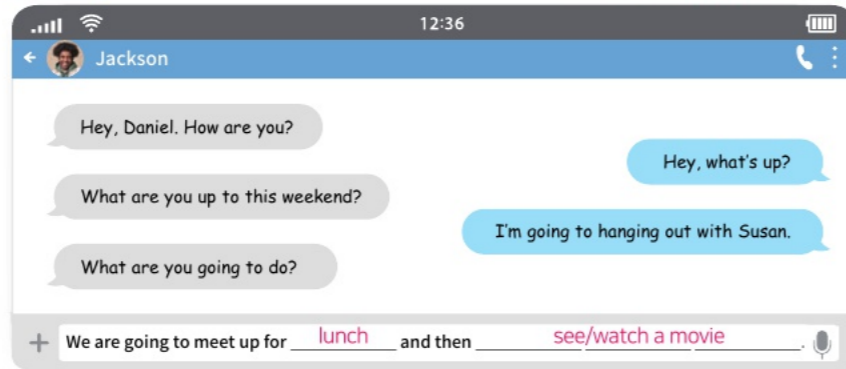 12:36
Jackson
Hey, Daniel. How are you?
Hey, what's up?
What are you up to this weekend?
I'm going to hanging out with Susan.
What are you going to do?
We are going to meet up for lunch and then see/watch a movie.